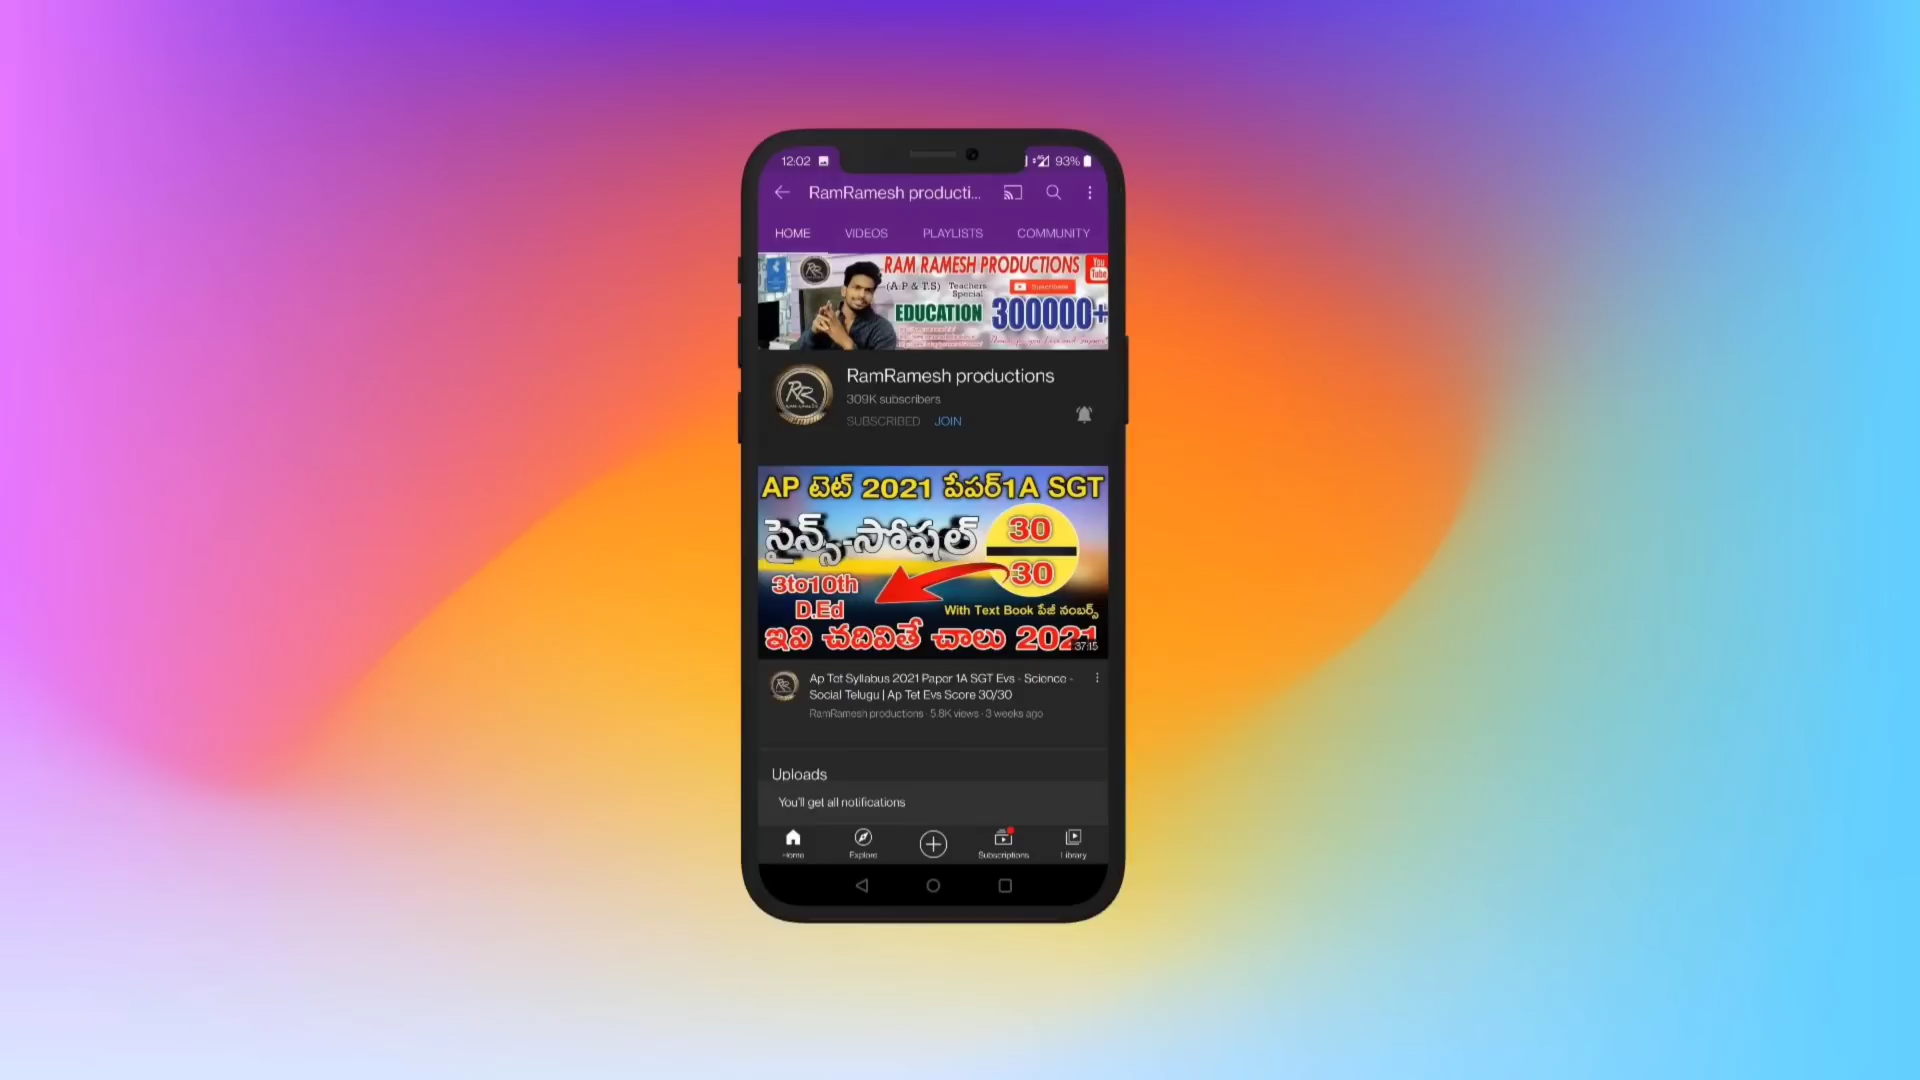 12:02
93%
RamRamesh producti...
HOME VIDEOS PLAYLISTS COMMUNITY
RAM RAMESH PRODUCTIONS
You Tube
(A.P & T.S) Teachers Special
EDUCATION
300000+
RamRamesh productions
309K subscribers
SUBSCRIBED JOIN
AP టెట్ 2021 పేపర్1A SGT
సైన్స్-సోషల్
30
30
3to10th
D.Ed
With Text Book పేజీ నంబర్స్
ఇవి చదివితే చాలు 2021
37:15
Ap Tet Syllabus 2021 Paper 1A SGT Evs - Science -
Social Telugu | Ap Tet Evs Score 30/30
RamRamesh productions · 5.8K views · 3 weeks ago
Uploads
You'll get all notifications
Home Explore Subscriptions Library